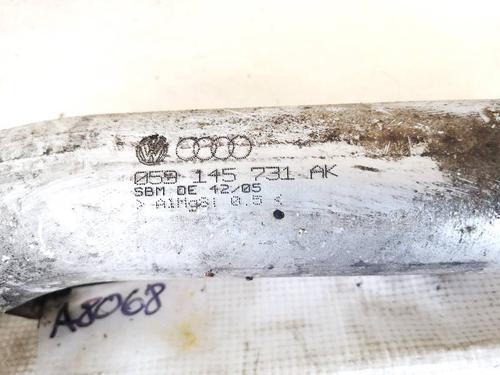 059 145 731 AK
SBM DE 42/05
> AlMgSi 0.5 <
A8068